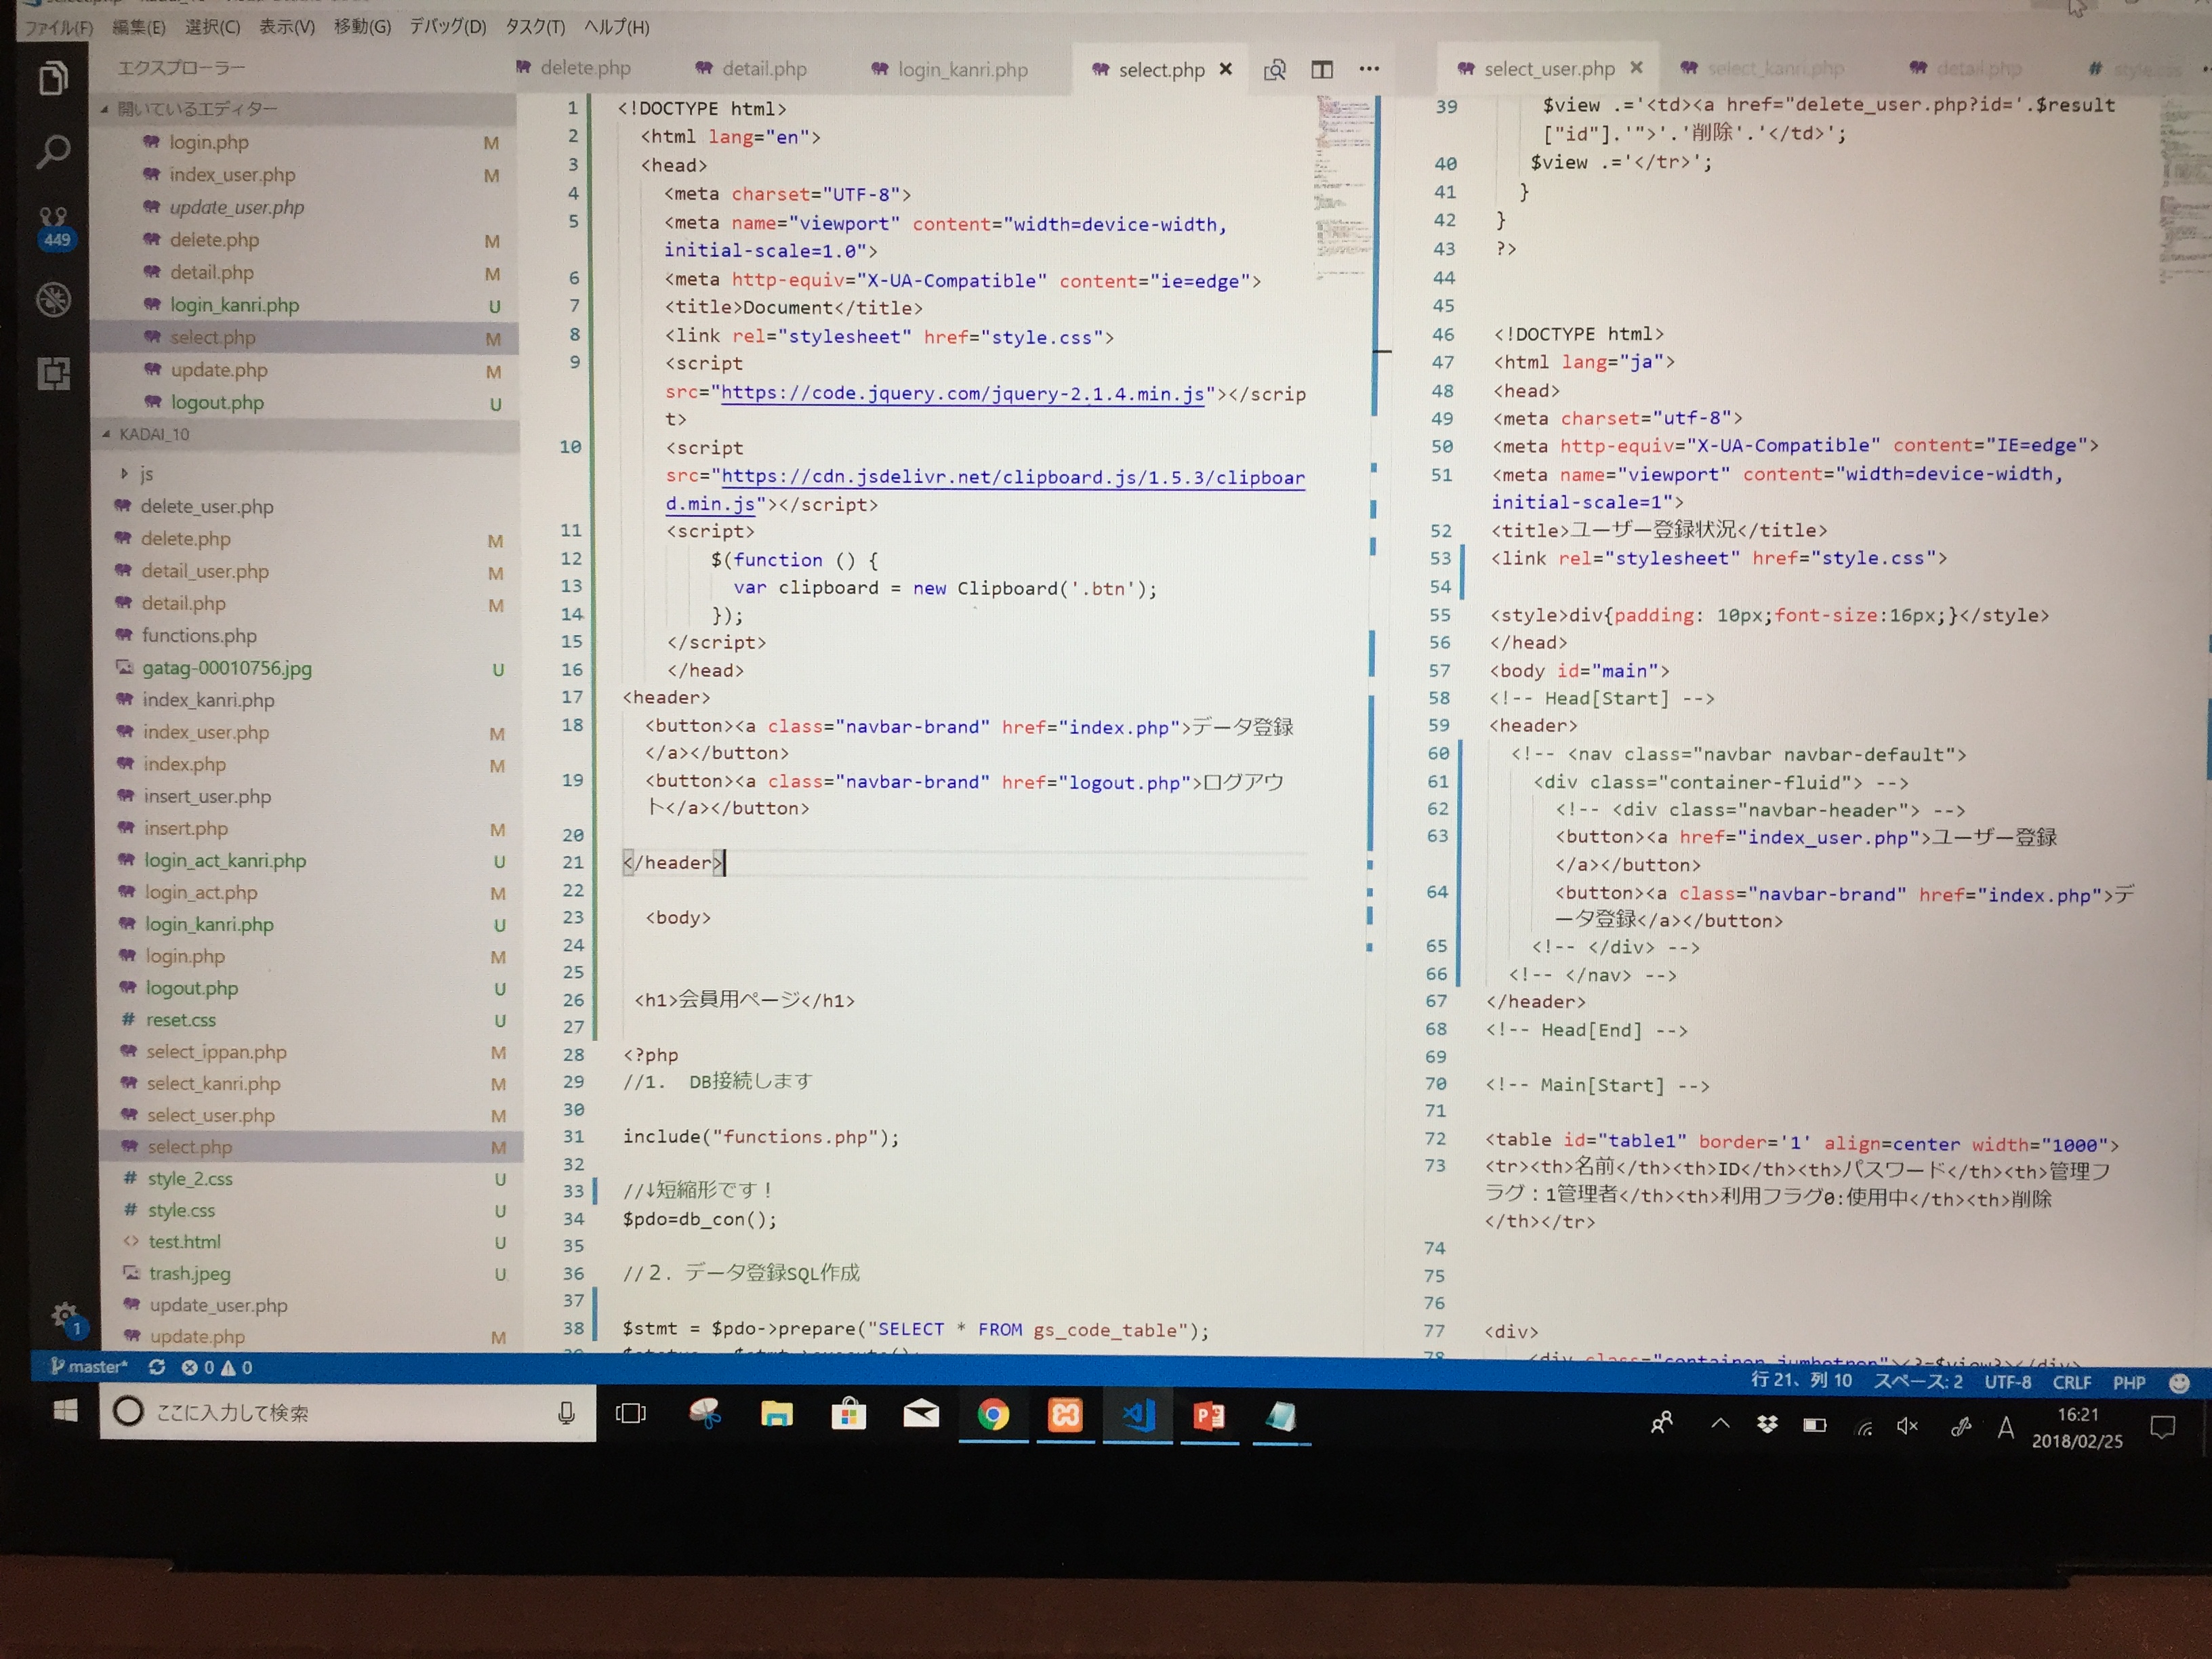 ファイル(F) 編集(E) 選択(C) 表示(V) 移動(G) デバッグ(D) タスク(T) ヘルプ(H)
エクスプローラー
開いているエディター
login.php M
index_user.php M
update_user.php
delete.php M
detail.php M
login_kanri.php U
select.php M
update.php M
logout.php U
KADAI_10
js
delete_user.php
delete.php M
detail_user.php M
detail.php M
functions.php
gatag-00010756.jpg U
index_kanri.php
index_user.php M
index.php M
insert_user.php
insert.php M
login_act_kanri.php U
login_act.php M
login_kanri.php U
login.php M
logout.php U
reset.css U
select_ippan.php M
select_kanri.php M
select_user.php M
select.php M
style_2.css U
style.css U
test.html U
trash.jpeg U
update_user.php
update.php M
449
1
delete.php detail.php login_kanri.php select.php
1 <!DOCTYPE html>
2 <html lang="en">
3 <head>
4 <meta charset="UTF-8">
5 <meta name="viewport" content="width=device-width,
initial-scale=1.0">
6 <meta http-equiv="X-UA-Compatible" content="ie=edge">
7 <title>Document</title>
8 <link rel="stylesheet" href="style.css">
9 <script
src="https://code.jquery.com/jquery-2.1.4.min.js"></scrip
t>
10 <script
src="https://cdn.jsdelivr.net/clipboard.js/1.5.3/clipboar
d.min.js"></script>
11 <script>
12 $(function () {
13 var clipboard = new Clipboard('.btn');
14 });
15 </script>
16 </head>
17 <header>
18 <button><a class="navbar-brand" href="index.php">データ登録
</a></button>
19 <button><a class="navbar-brand" href="logout.php">ログアウ
ト</a></button>
20
21 </header>
22
23 <body>
24
25
26 <h1>会員用ページ</h1>
27
28 <?php
29 //1. DB接続します
30
31 include("functions.php");
32
33 //↓短縮形です！
34 $pdo=db_con();
35
36 //２．データ登録SQL作成
37
38 $stmt = $pdo->prepare("SELECT * FROM gs_code_table");
select_user.php select_kanri.php detail.php style.css
39 $view .='<td><a href="delete_user.php?id='.$result
["id"].'">'.'削除'.'</td>';
40 $view .='</tr>';
41 }
42 }
43 ?>
44
45
46 <!DOCTYPE html>
47 <html lang="ja">
48 <head>
49 <meta charset="utf-8">
50 <meta http-equiv="X-UA-Compatible" content="IE=edge">
51 <meta name="viewport" content="width=device-width,
initial-scale=1">
52 <title>ユーザー登録状況</title>
53 <link rel="stylesheet" href="style.css">
54
55 <style>div{padding: 10px;font-size:16px;}</style>
56 </head>
57 <body id="main">
58 <!-- Head[Start] -->
59 <header>
60 <!-- <nav class="navbar navbar-default">
61 <div class="container-fluid"> -->
62 <!-- <div class="navbar-header"> -->
63 <button><a href="index_user.php">ユーザー登録
</a></button>
64 <button><a class="navbar-brand" href="index.php">デ
ータ登録</a></button>
65 <!-- </div> -->
66 <!-- </nav> -->
67 </header>
68 <!-- Head[End] -->
69
70 <!-- Main[Start] -->
71
72 <table id="table1" border='1' align=center width="1000">
73 <tr><th>名前</th><th>ID</th><th>パスワード</th><th>管理フ
ラグ：1管理者</th><th>利用フラグ0:使用中</th><th>削除
</th></tr>
74
75
76
77 <div>
78 <div class="container jumbotron"><?=$view?></div>
master* 0 0 行 21、列 10 スペース: 2 UTF-8 CRLF PHP
ここに入力して検索
A
16:21
2018/02/25